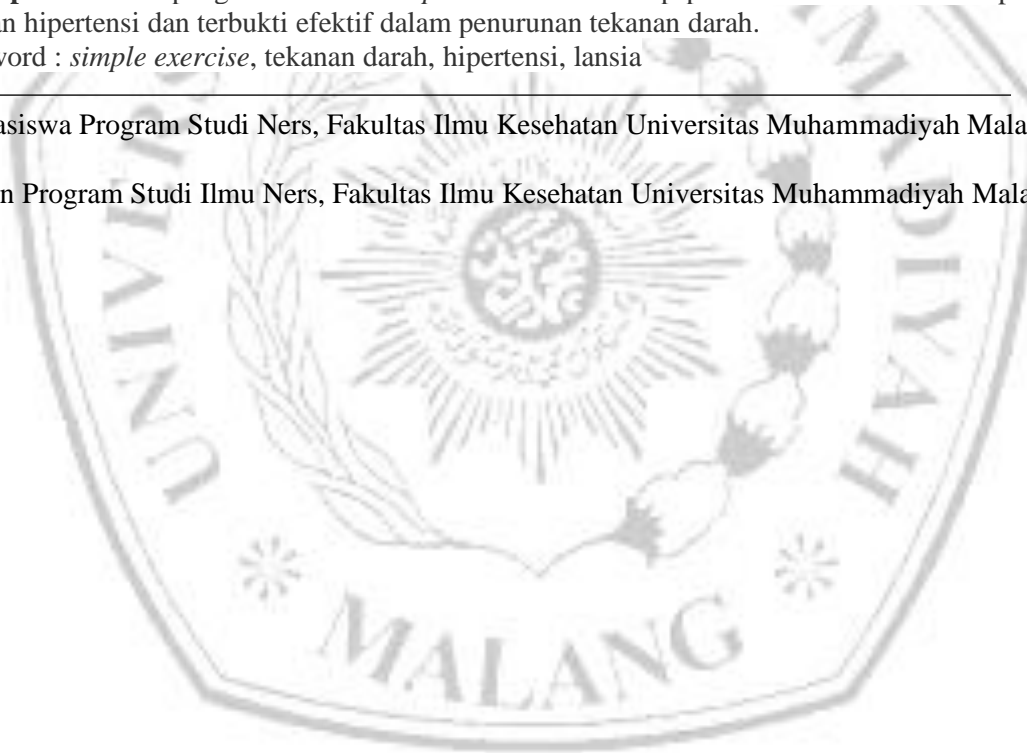 an hipertensi dan terbukti efektif dalam penurunan tekanan darah.
word : simple exercise, tekanan darah, hipertensi, lansia
asiswa Program Studi Ners, Fakultas Ilmu Kesehatan Universitas Muhammadiyah Mala
n Program Studi Ilmu Ners, Fakultas Ilmu Kesehatan Universitas Muhammadiyah Mala
MALANG